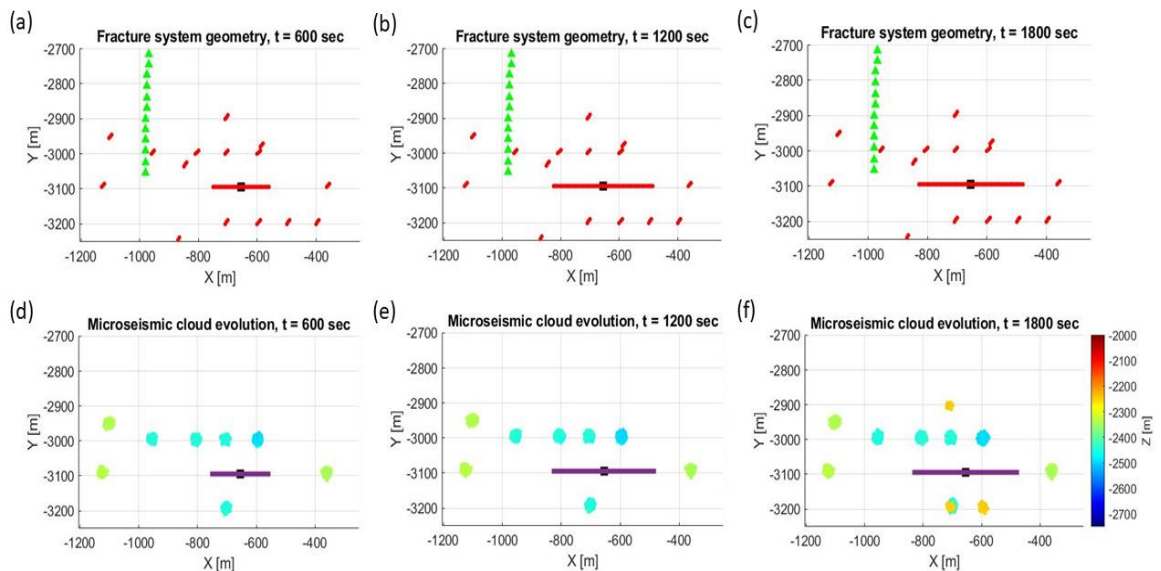 (a)
Fracture system geometry, t = 600 sec
-2700
-2800
-2900
-3000
-3100
-3200
Y [m]
-1200 -1000 -800 -600 -400
X [m]
(b)
Fracture system geometry, t = 1200 sec
-2700
-2800
-2900
-3000
-3100
-3200
Y [m]
-1200 -1000 -800 -600 -400
X [m]
(c)
Fracture system geometry, t = 1800 sec
-2700
-2800
-2900
-3000
-3100
-3200
Y [m]
-1200 -1000 -800 -600 -400
X [m]
(d)
Microseismic cloud evolution, t = 600 sec
-2700
-2800
-2900
-3000
-3100
-3200
Y [m]
-1200 -1000 -800 -600 -400
X [m]
(e)
Microseismic cloud evolution, t = 1200 sec
-2700
-2800
-2900
-3000
-3100
-3200
Y [m]
-1200 -1000 -800 -600 -400
X [m]
(f)
Microseismic cloud evolution, t = 1800 sec
-2700
-2800
-2900
-3000
-3100
-3200
Y [m]
-1200 -1000 -800 -600 -400
X [m]
-2000
-2100
-2200
-2300
-2400
-2500
-2600
-2700
Z [m]